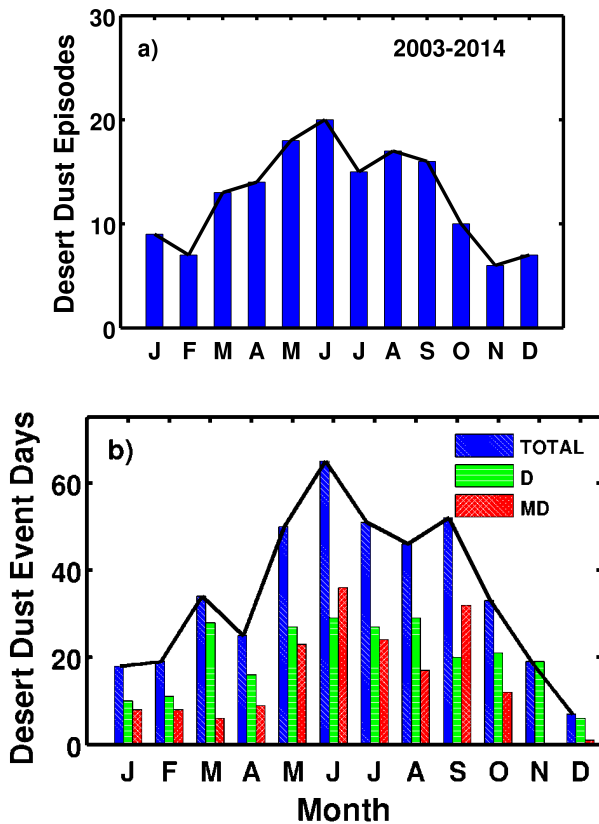 30
a)
2003-2014
20
10
0
Desert Dust Episodes
J F M A M J J A S O N D
b)
TOTAL
D
MD
60
40
20
0
Desert Dust Event Days
J F M A M J J A S O N D
Month